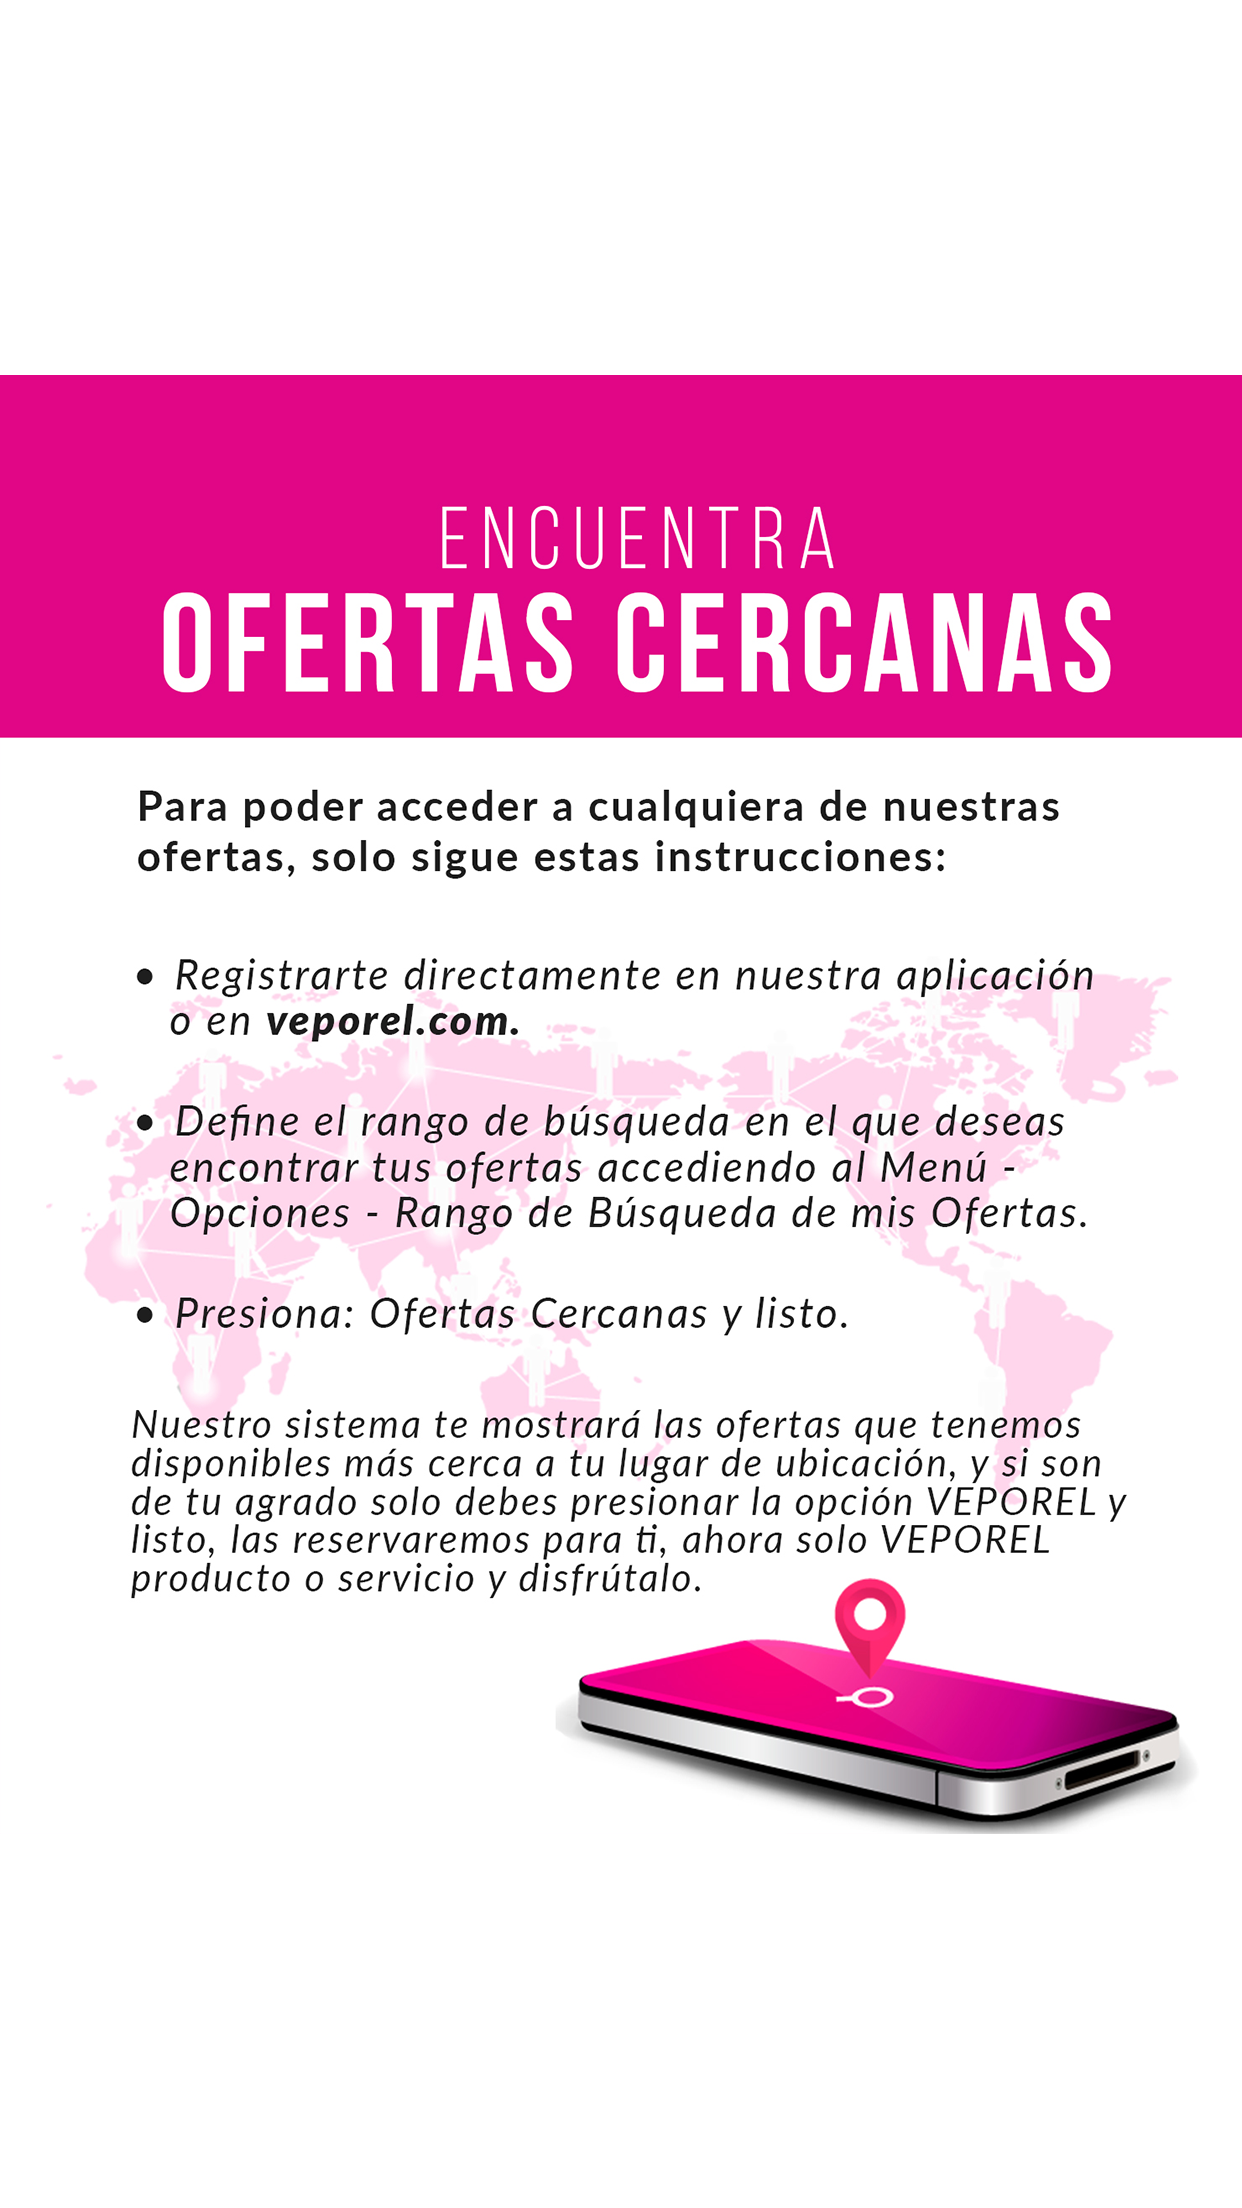 ENCUENTRA
OFERTAS CERCANAS
Para poder acceder a cualquiera de nuestras
ofertas, solo sigue estas instrucciones:
• Registrarte directamente en nuestra aplicación
o en veporel.com.
• Define el rango de búsqueda en el que deseas
encontrar tus ofertas accediendo al Menú -
Opciones - Rango de Búsqueda de mis Ofertas.
• Presiona: Ofertas Cercanas y listo.
Nuestro sistema te mostrará las ofertas que tenemos
disponibles más cerca a tu lugar de ubicación, y si son
de tu agrado solo debes presionar la opción VEPOREL y
listo, las reservaremos para ti, ahora solo VEPOREL
producto o servicio y disfrútalo.